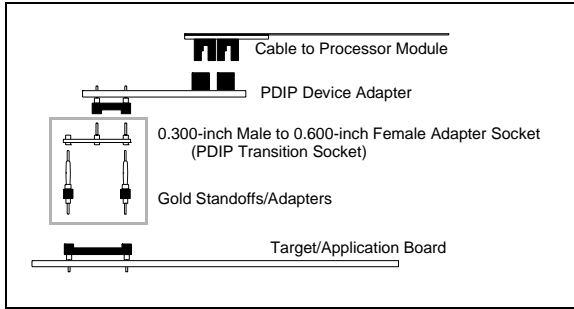 Cable to Processor Module
PDIP Device Adapter
0.300-inch Male to 0.600-inch Female Adapter Socket
(PDIP Transition Socket)
Gold Standoffs/Adapters
Target/Application Board